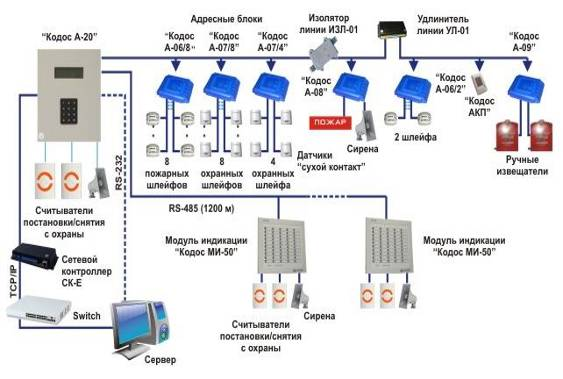 Адресные блоки
Изолятор
линии ИЗЛ-01
Удлинитель
линии УЛ-01
“Кодос А-20”
“Кодос
А-06/8”
“Кодос
А-07/8”
“Кодос
А-07/4”
“Кодос
А-08”
“Кодос
А-06/2”
“Кодос
АКП”
“Кодос
А-09”
ПОЖАР
Сирена
2 шлейфа
8
пожарных
шлейфов
8
охранных
шлейфов
4
охранных
шлейфа
Датчики
“сухой контакт”
Ручные
извещатели
RS-232
Считыватели
постановки/снятия
с охраны
RS-485 (1200 м)
Модуль индикации
“Кодос МИ-50”
Модуль индикации
“Кодос МИ-50”
TCP/IP
Сетевой
контроллер
СК-Е
Switch
Сервер
Считыватели
постановки/снятия
с охраны
Сирена